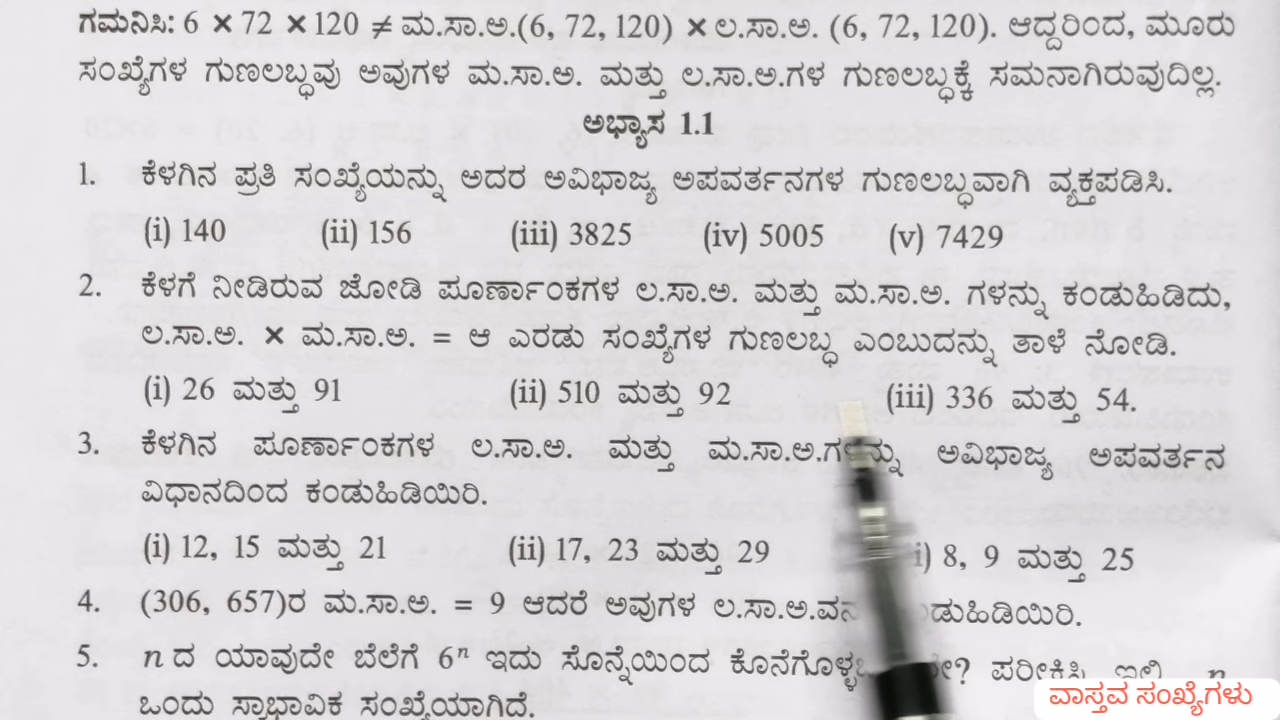 ಗಮನಿಸಿ: 6 × 72 × 120 ≠ ಮ.ಸಾ.ಅ.(6, 72, 120) × ಲ.ಸಾ.ಅ. (6, 72, 120). ಆದ್ದರಿಂದ, ಮೂರು
ಸಂಖ್ಯೆಗಳ ಗುಣಲಬ್ಧವು ಅವುಗಳ ಮ.ಸಾ.ಅ. ಮತ್ತು ಲ.ಸಾ.ಅ.ಗಳ ಗುಣಲಬ್ಧಕ್ಕೆ ಸಮನಾಗಿರುವುದಿಲ್ಲ.
ಅಭ್ಯಾಸ 1.1
1. ಕೆಳಗಿನ ಪ್ರತಿ ಸಂಖ್ಯೆಯನ್ನು ಅದರ ಅವಿಭಾಜ್ಯ ಅಪವರ್ತನಗಳ ಗುಣಲಬ್ಧವಾಗಿ ವ್ಯಕ್ತಪಡಿಸಿ.
(i) 140 (ii) 156 (iii) 3825 (iv) 5005 (v) 7429
2. ಕೆಳಗೆ ನೀಡಿರುವ ಜೋಡಿ ಪೂರ್ಣಾಂಕಗಳ ಲ.ಸಾ.ಅ. ಮತ್ತು ಮ.ಸಾ.ಅ. ಗಳನ್ನು ಕಂಡುಹಿಡಿದು,
ಲ.ಸಾ.ಅ. × ಮ.ಸಾ.ಅ. = ಆ ಎರಡು ಸಂಖ್ಯೆಗಳ ಗುಣಲಬ್ಧ ಎಂಬುದನ್ನು ತಾಳೆ ನೋಡಿ.
(i) 26 ಮತ್ತು 91 (ii) 510 ಮತ್ತು 92 (iii) 336 ಮತ್ತು 54.
3. ಕೆಳಗಿನ ಪೂರ್ಣಾಂಕಗಳ ಲ.ಸಾ.ಅ. ಮತ್ತು ಮ.ಸಾ.ಅ.ಗಳನ್ನು ಅವಿಭಾಜ್ಯ ಅಪವರ್ತನ
ವಿಧಾನದಿಂದ ಕಂಡುಹಿಡಿಯಿರಿ.
(i) 12, 15 ಮತ್ತು 21 (ii) 17, 23 ಮತ್ತು 29 8, 9 ಮತ್ತು 25
4. (306, 657)ರ ಮ.ಸಾ.ಅ. = 9 ಆದರೆ ಅವುಗಳ
5. n ದ ಯಾವುದೇ ಬೆಲೆಗೆ 6ⁿ ಇದು ಸೊನ್ನೆಯಿಂದ ಪರೀಕ್ಷಿಸಿ. n
ಒಂದು ಸ್ವಾಭಾವಿಕ ಸಂಖ್ಯೆಯಾಗಿದೆ.
ವಾಸ್ತವ ಸಂಖ್ಯೆಗಳು